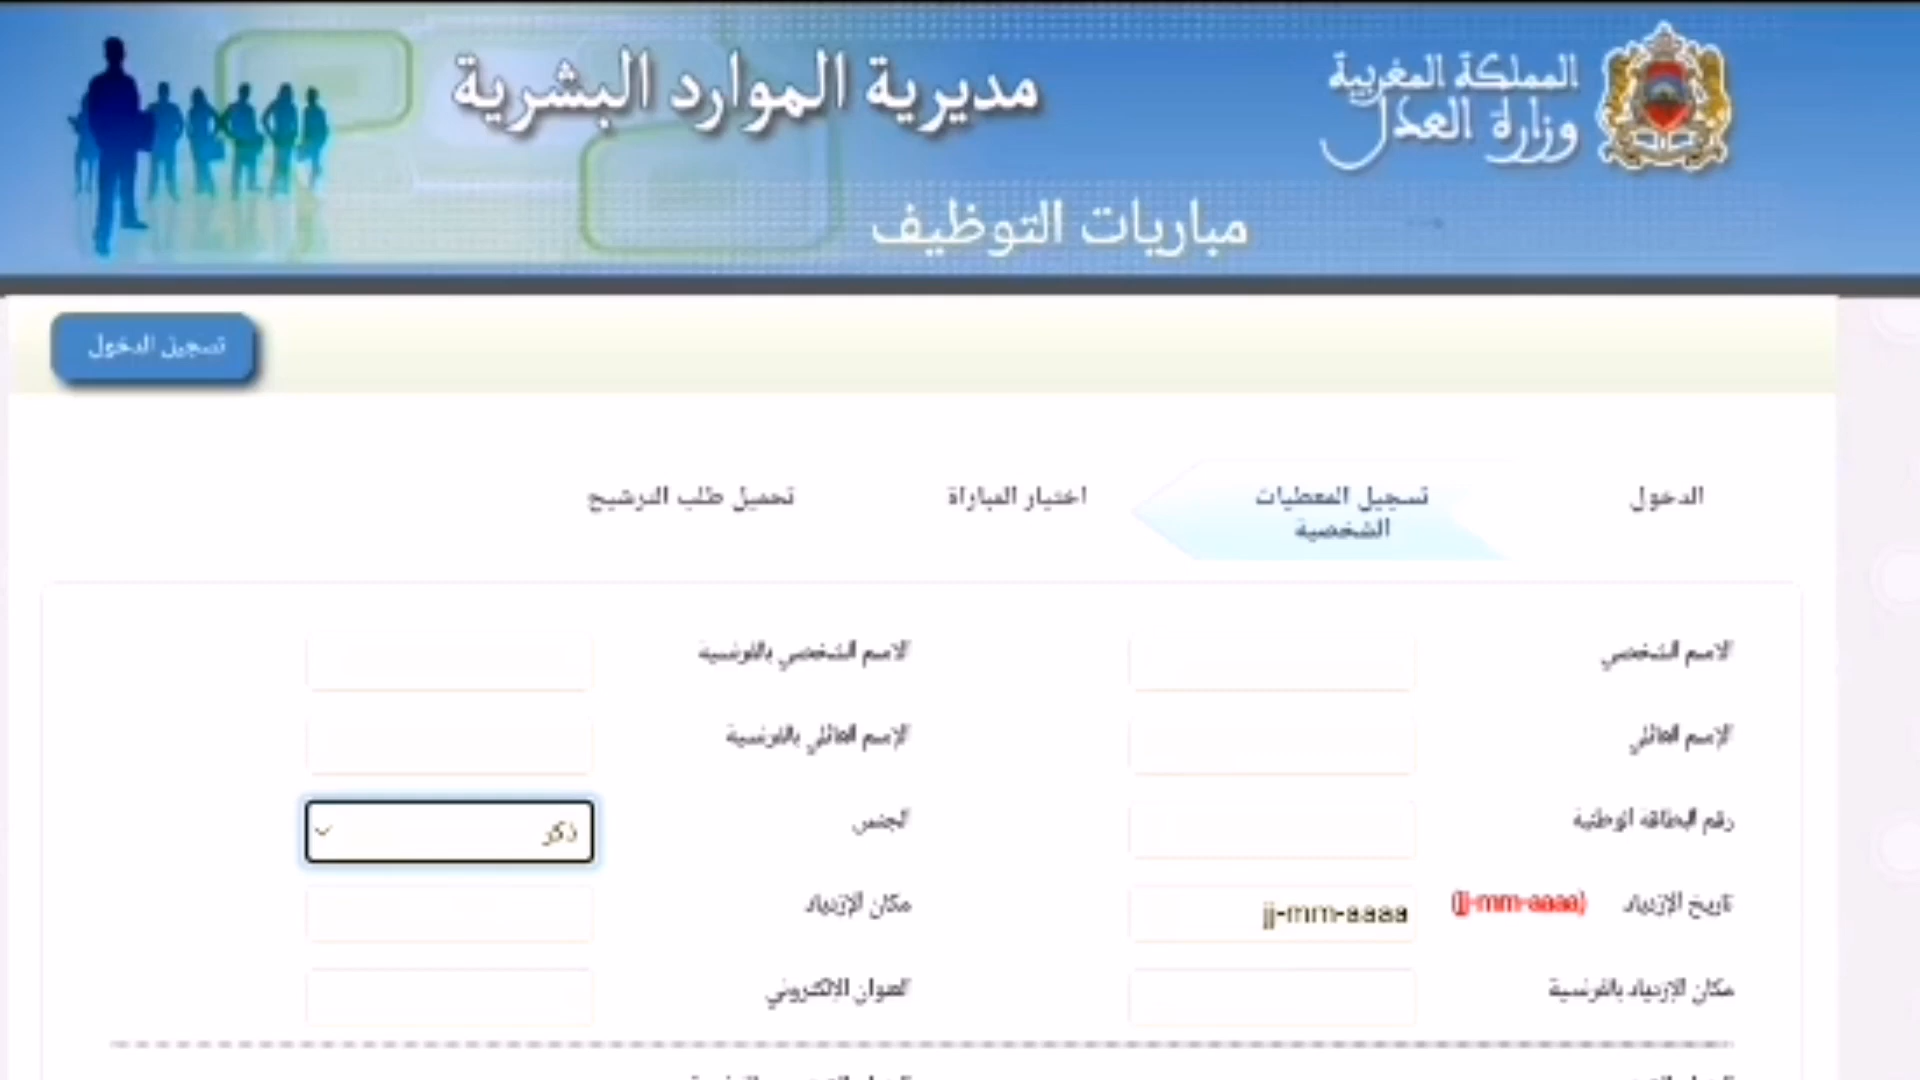 المملكة المغربية
وزارة العدل
مديرية الموارد البشرية
مباريات التوظيف
تسجيل الدخول
الدخول
تسجيل المعطيات
الشخصية
اختيار المباراة
تحميل طلب الترشيح
الاسم الشخصي
الاسم الشخصي بالفرنسية
الإسم العائلي
الإسم العائلي بالفرنسية
رقم البطاقة الوطنية
الجنس
ذكر
تاريخ الإزدياد (jj-mm-aaaa)
jj-mm-aaaa
مكان الإزدياد
مكان الإزدياد بالفرنسية
العنوان الإلكتروني